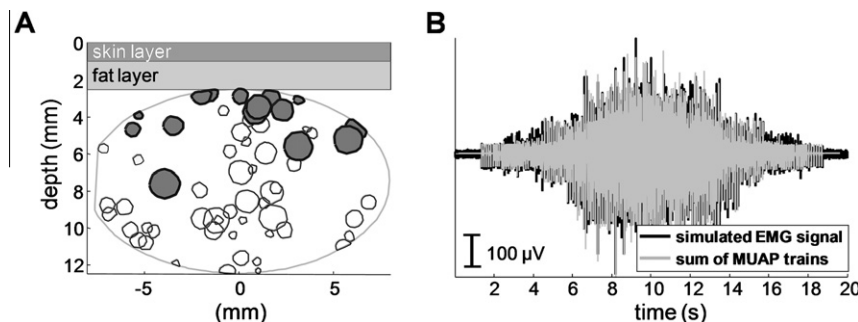 A
skin layer
fat layer
depth (mm)
0
2
4
6
8
10
12
-5
0
5
(mm)
B
100 µV
simulated EMG signal
sum of MUAP trains
2
4
6
8
10
12
14
16
18
20
time (s)